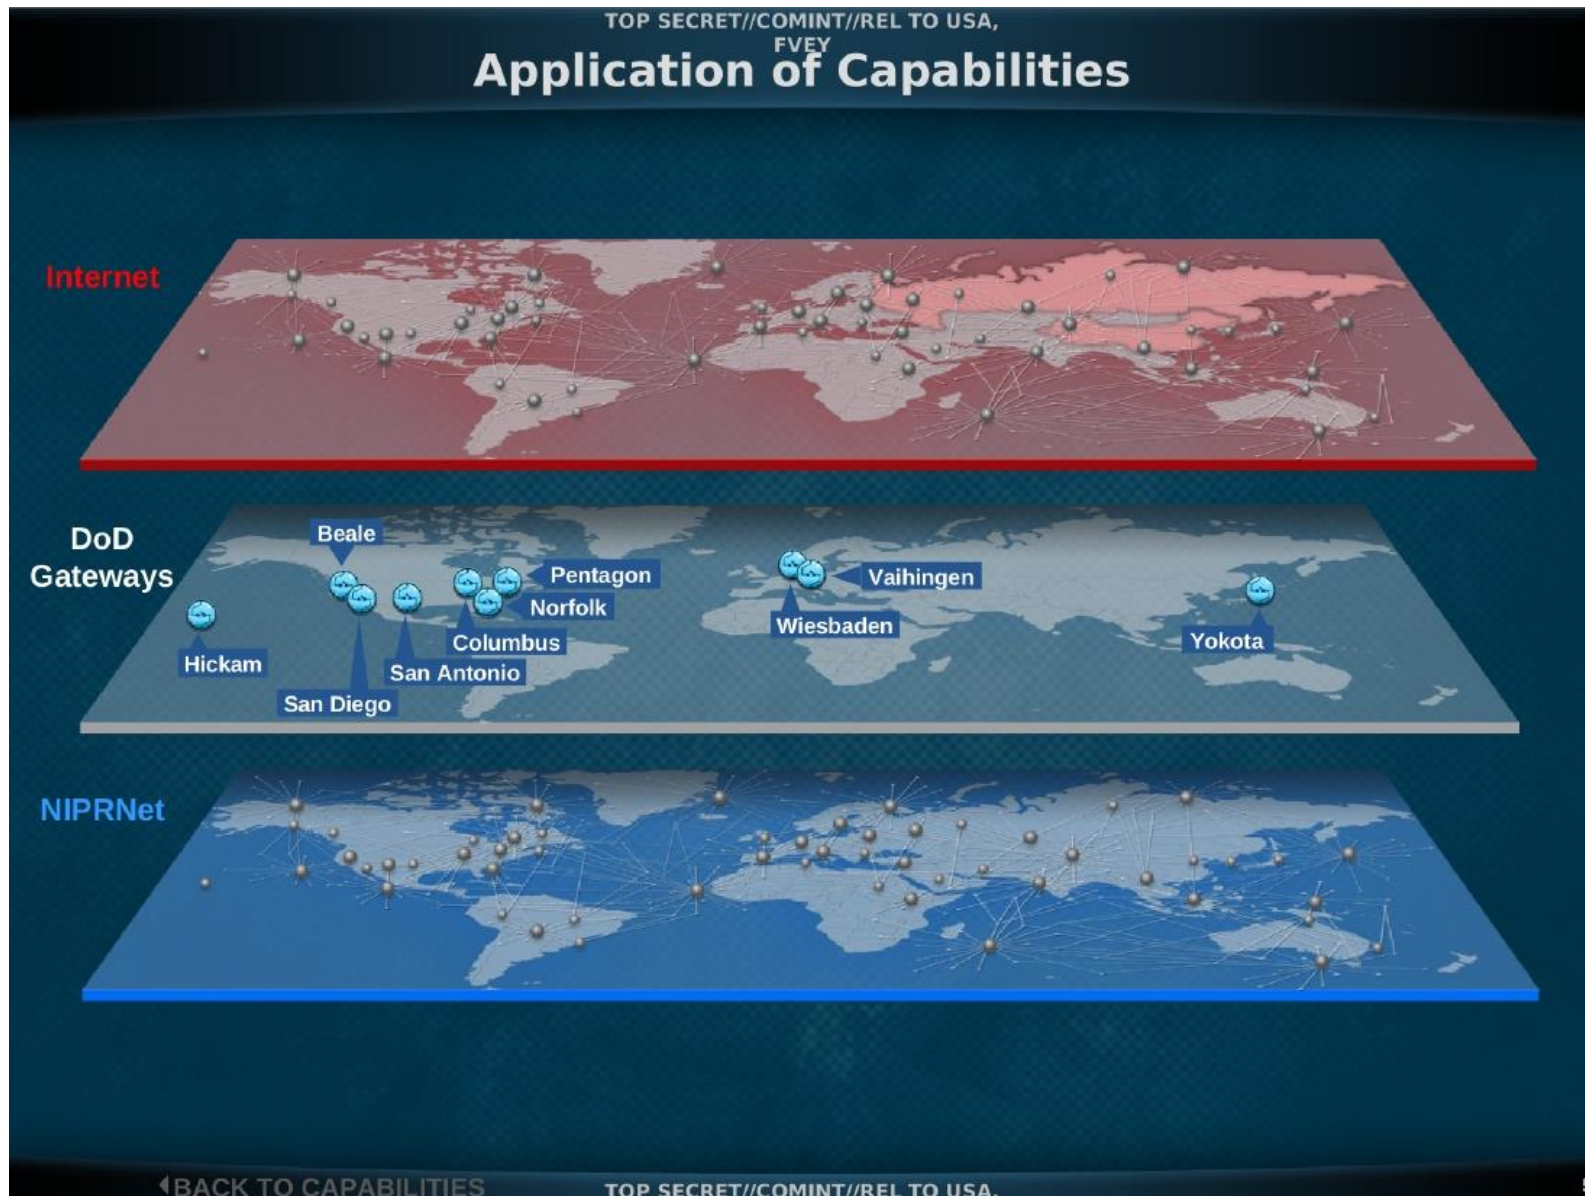 TOP SECRET//COMINT//REL TO USA,
FVEY
Application of Capabilities
Internet
DoD
Gateways
Beale
Pentagon
Vaihingen
Norfolk
Wiesbaden
Columbus
Yokota
Hickam
San Antonio
San Diego
NIPRNet
BACK TO CAPABILITIES
TOP SECRET//COMINT//REL TO USA,